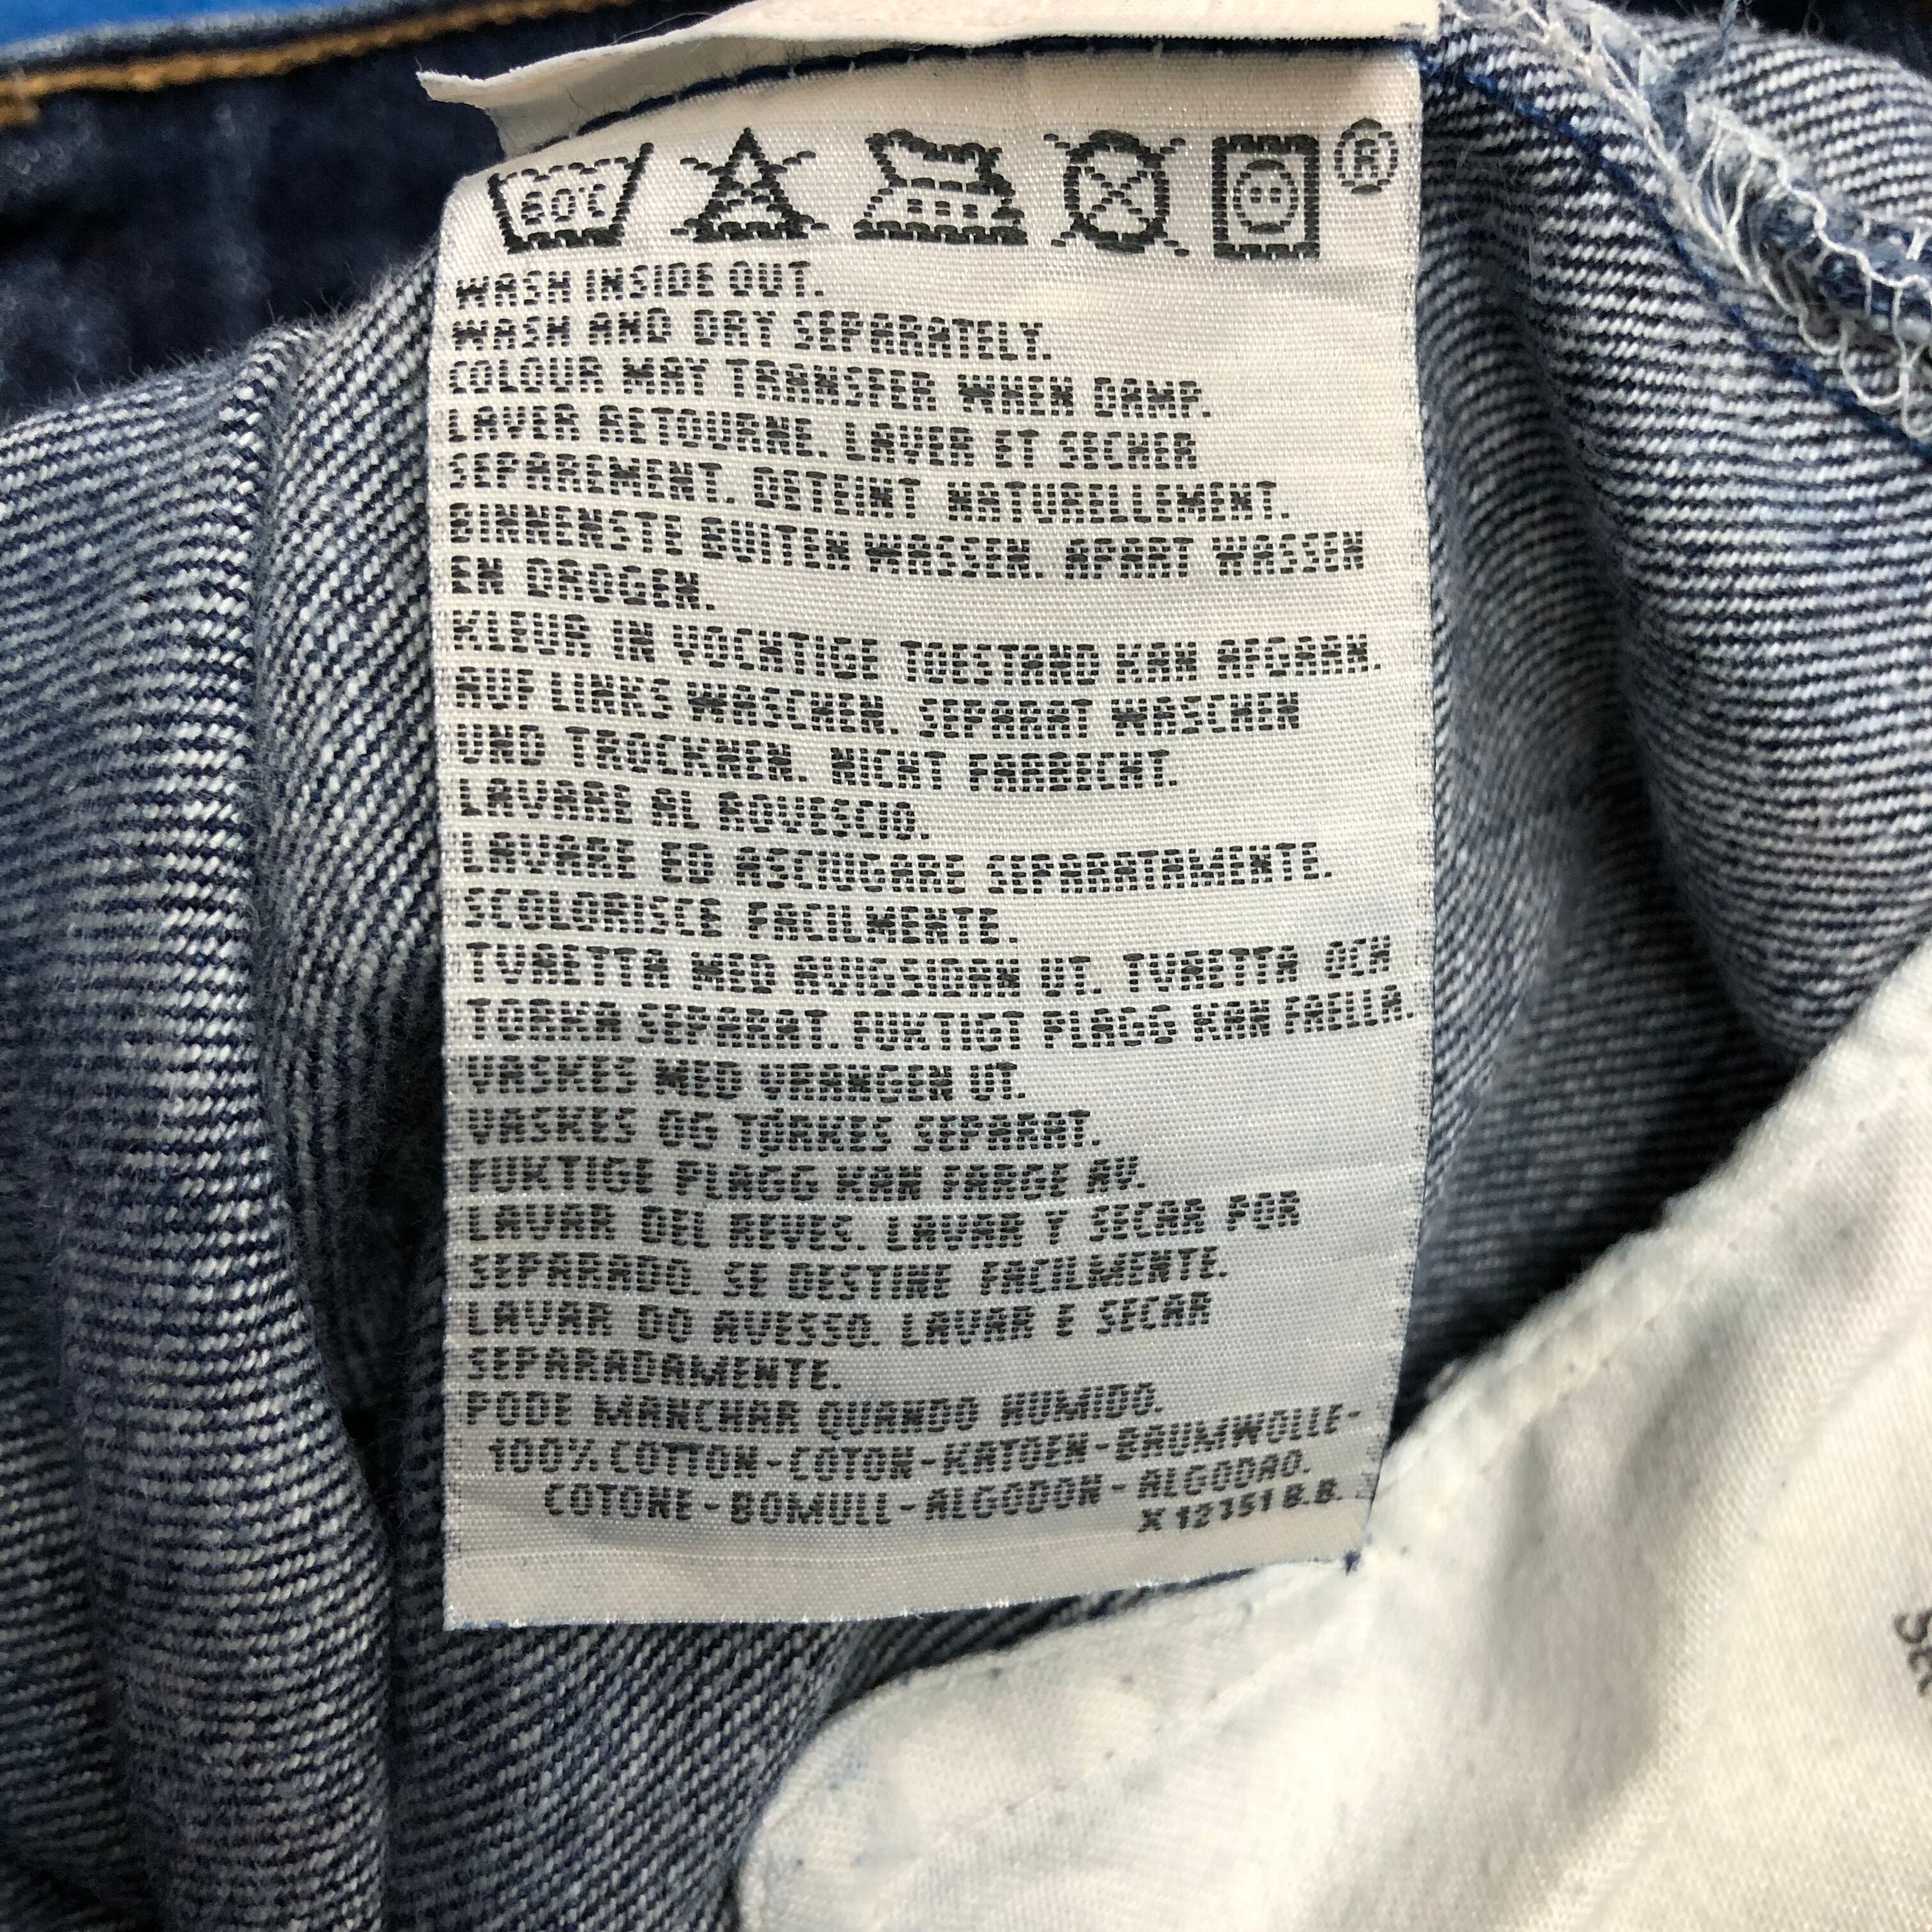 60°C
®
WASH INSIDE OUT.
WASH AND DRY SEPARATELY.
COLOUR MAY TRANSFER WHEN DAMP.
LAVER RETOURNE. LAVER ET SECHER
SEPAREMENT. DETEINT NATURELLEMENT.
BINNENSTE BUITEN WASSEN. APART WASSEN
EN DROGEN.
KLEUR IN VOCHTIGE TOESTAND KAN AFGAAN.
AUF LINKS WASCHEN. SEPARAT WASCHEN
UND TROCKNEN. NICHT FARBECHT.
LAVARE AL ROVESCIO.
LAVARE ED ASCIUGARE SEPARATAMENTE.
SCOLORISCE FACILMENTE.
TVAETTA MED AVIGSIDAN UT. TVAETTA OCH
TORKA SEPARAT. FUKTIGT PLAGG KAN FAELLA.
VASKES MED VRANGEN UT.
VASKES OG TÓRKES SEPARAT.
FUKTIGE PLAGG KAN FARGE AV.
LAVAR DEL REVES. LAVAR Y SECAR POR
SEPARADO. SE DESTINE FACILMENTE.
LAVAR DO AVESSO. LAVAR E SECAR
SEPARADAMENTE.
PODE MANCHAR QUANDO HUMIDO.
100% COTTON-COTON-KATOEN-BAUMWOLLE-
COTONE-BOMULL-ALGODON-ALGODAO.
X 12351 B.B.